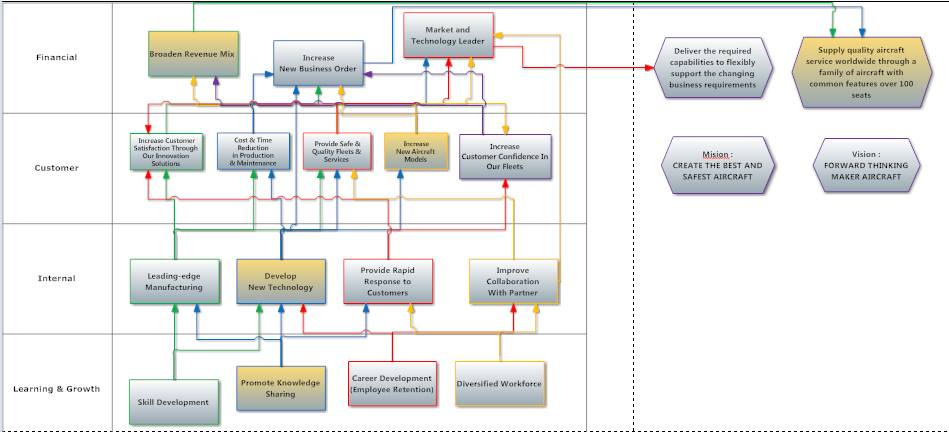 Financial
Broaden Revenue Mix
Increase
New Business Order
Market and
Technology Leader
Deliver the required
capabilities to flexibly
support the changing
business requirements
Supply quality aircraft
service worldwide through a
family of aircraft with
common features over 100
seats
Customer
Increase Customer
Satisfaction Through
Our Innovation
Solutions
Cost & Time
Reduction
in Production
& Maintenance
Provide Safe &
Quality Fleets &
Services
Increase
New Aircraft
Models
Increase
Customer Confidence In
Our Fleets
Mision :
CREATE THE BEST AND
SAFEST AIRCRAFT
Vision :
FORWARD THINKING
MAKER AIRCRAFT
Internal
Leading-edge
Manufacturing
Develop
New Technology
Provide Rapid
Response to
Customers
Improve
Collaboration
With Partner
Learning & Growth
Skill Development
Promote Knowledge
Sharing
Career Development
(Employee Retention)
Diversified Workforce